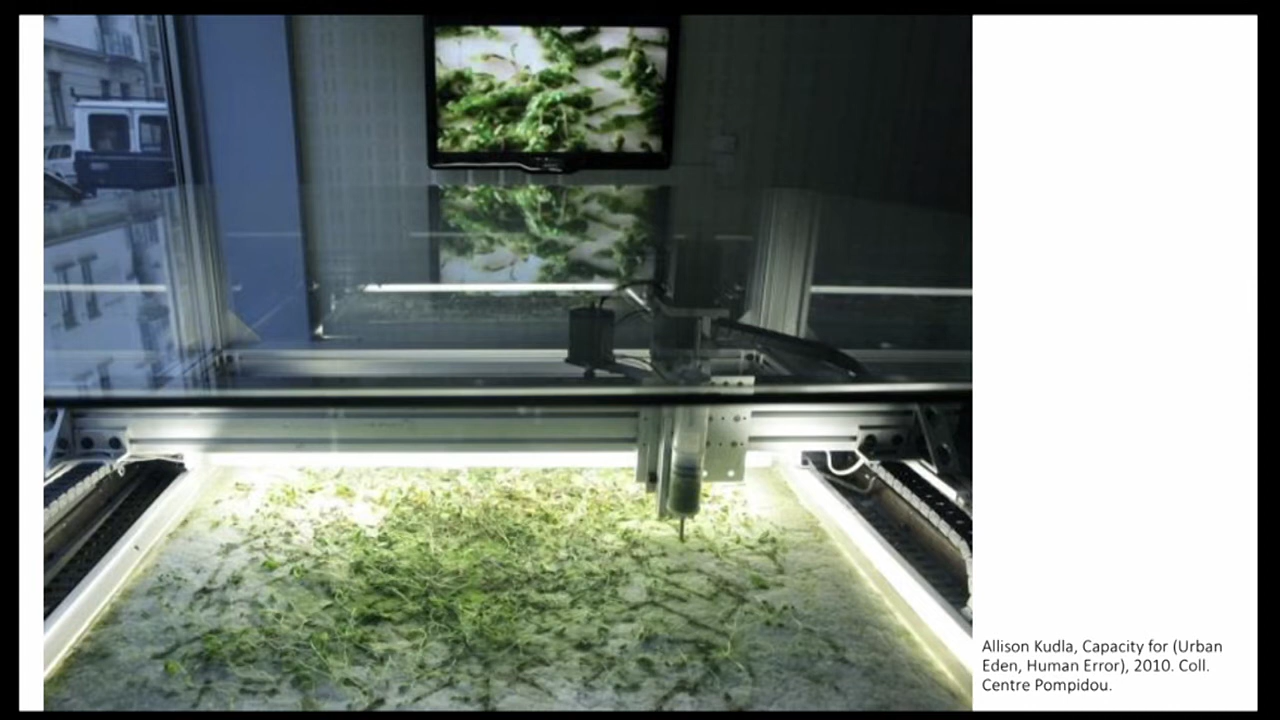 Allison Kudla, Capacity for (Urban
Eden, Human Error), 2010. Coll.
Centre Pompidou.